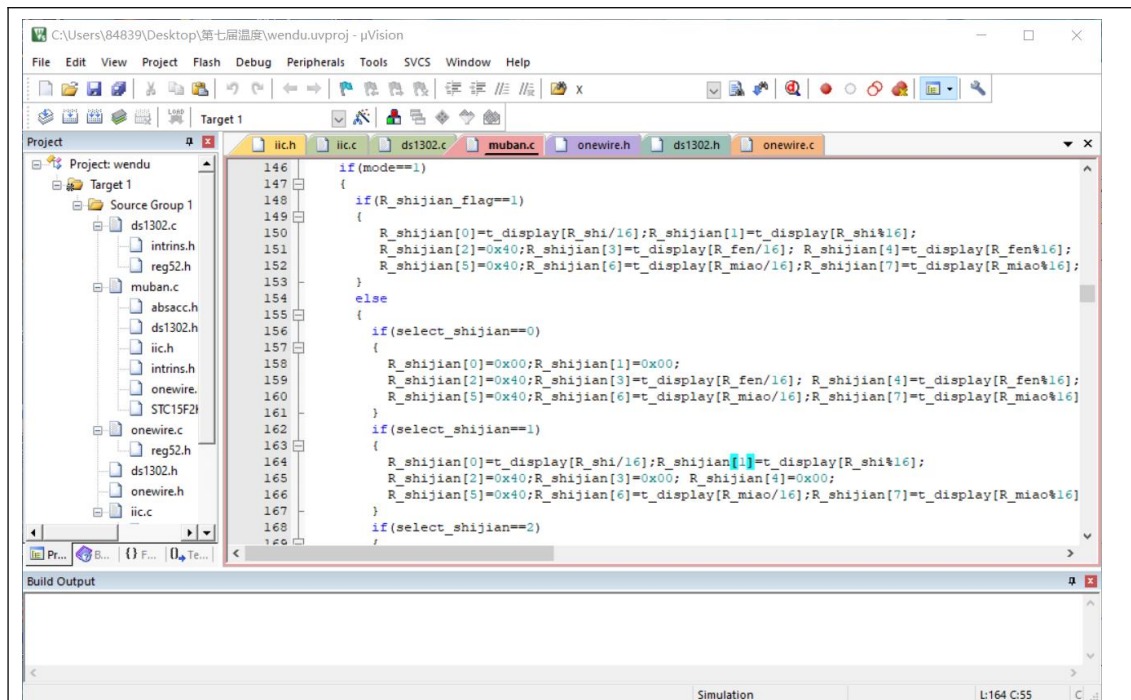 C:\Users\84839\Desktop\第七届温度\wendu.uvproj - µVision
File Edit View Project Flash Debug Peripherals Tools SVCS Window Help
x
LOAD
Target 1
Project
iic.h iic.c ds1302.c muban.c onewire.h ds1302.h onewire.c
Project: wendu
Target 1
Source Group 1
ds1302.c
intrins.h
reg52.h
muban.c
absacc.h
ds1302.h
iic.h
intrins.h
onewire.
STC15F2
onewire.c
reg52.h
ds1302.h
onewire.h
iic.c
Pr... B... {} F... Te...
146 if(mode==1)
147 {
148 if(R_shijian_flag==1)
149 {
150 R_shijian[0]=t_display[R_shi/16];R_shijian[1]=t_display[R_shi%16];
151 R_shijian[2]=0x40;R_shijian[3]=t_display[R_fen/16]; R_shijian[4]=t_display[R_fen%16];
152 R_shijian[5]=0x40;R_shijian[6]=t_display[R_miao/16];R_shijian[7]=t_display[R_miao%16];
153 }
154 else
155 {
156 if(select_shijian==0)
157 {
158 R_shijian[0]=0x00;R_shijian[1]=0x00;
159 R_shijian[2]=0x40;R_shijian[3]=t_display[R_fen/16]; R_shijian[4]=t_display[R_fen%16];
160 R_shijian[5]=0x40;R_shijian[6]=t_display[R_miao/16];R_shijian[7]=t_display[R_miao%16]
161 }
162 if(select_shijian==1)
163 {
164 R_shijian[0]=t_display[R_shi/16];R_shijian[1]=t_display[R_shi%16];
165 R_shijian[2]=0x40;R_shijian[3]=0x00; R_shijian[4]=0x00;
166 R_shijian[5]=0x40;R_shijian[6]=t_display[R_miao/16];R_shijian[7]=t_display[R_miao%16]
167 }
168 if(select_shijian==2)
169 {
Build Output
Simulation L:164 C:55 C